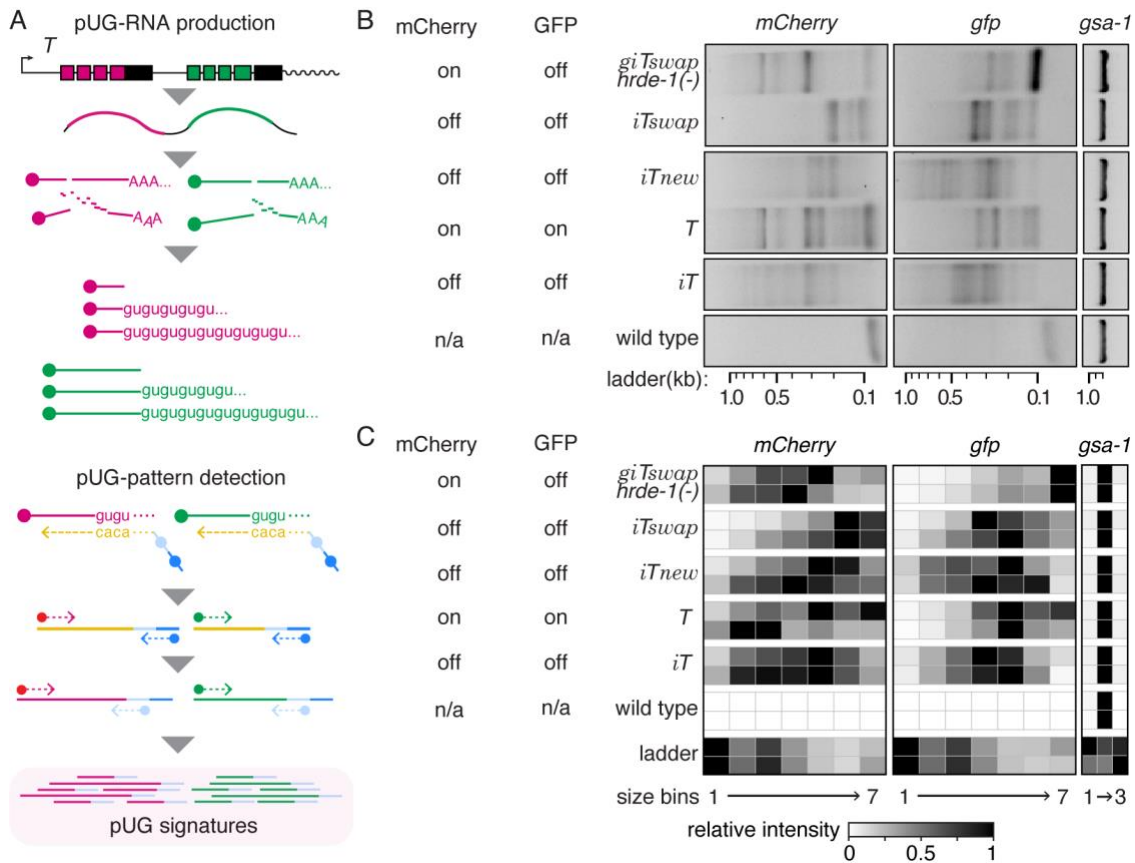 A
pUG-RNA production
T
AAA...
AAA...
AAA
AAA
gugugugugu...
gugugugugugugugugu...
gugugugugu...
gugugugugugugugugu...
pUG-pattern detection
gugu
gugu
caca
caca
pUG signatures
B
mCherry GFP mCherry gfp gsa-1
on off giTswap
hrde-1(-)
off off iTswap
off off iTnew
on on T
off off iT
n/a n/a wild type
ladder(kb):
1.0 0.5 0.1 1.0 0.5 0.1 1.0
C
mCherry GFP mCherry gfp gsa-1
on off giTswap
hrde-1(-)
off off iTswap
off off iTnew
on on T
off off iT
n/a n/a wild type
ladder
size bins 1 7 1 7 1 3
relative intensity
0 0.5 1